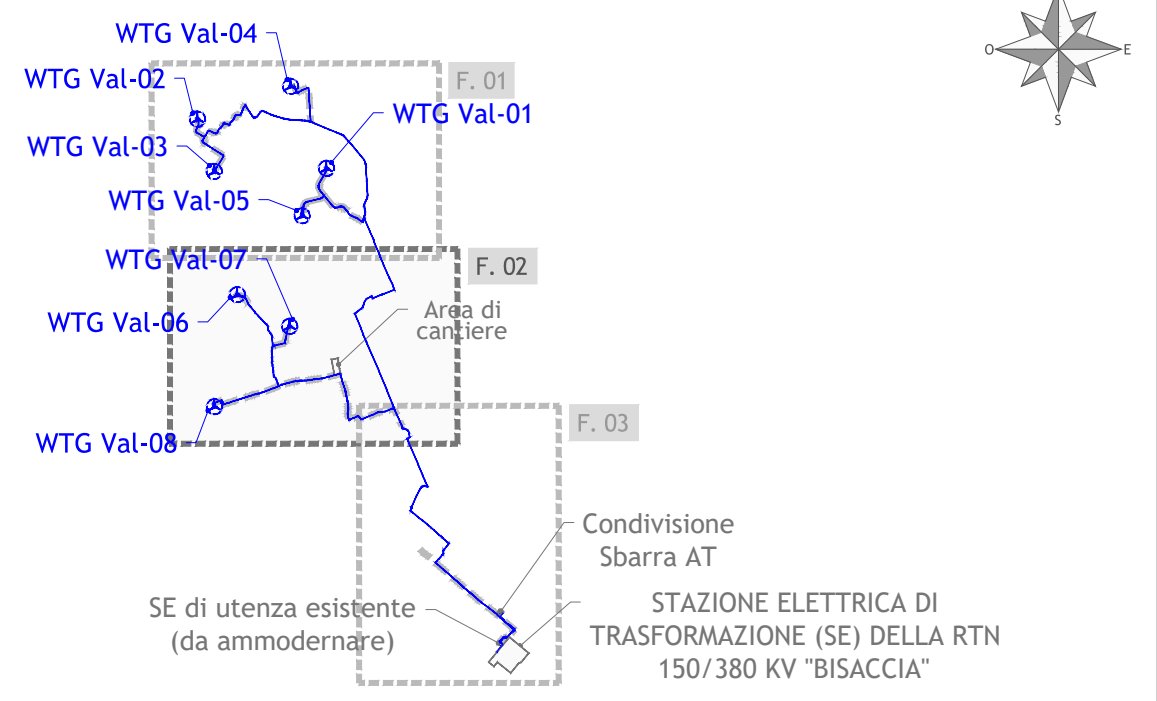 WTG Val-04
WTG Val-02
F. 01
WTG Val-01
WTG Val-03
WTG Val-05
O
E
S
WTG Val-07
F. 02
WTG Val-06
Area di
cantiere
WTG Val-08
F. 03
Condivisione
Sbarra AT
SE di utenza esistente
(da ammodernare)
STAZIONE ELETTRICA DI
TRASFORMAZIONE (SE) DELLA RTN
150/380 KV "BISACCIA"